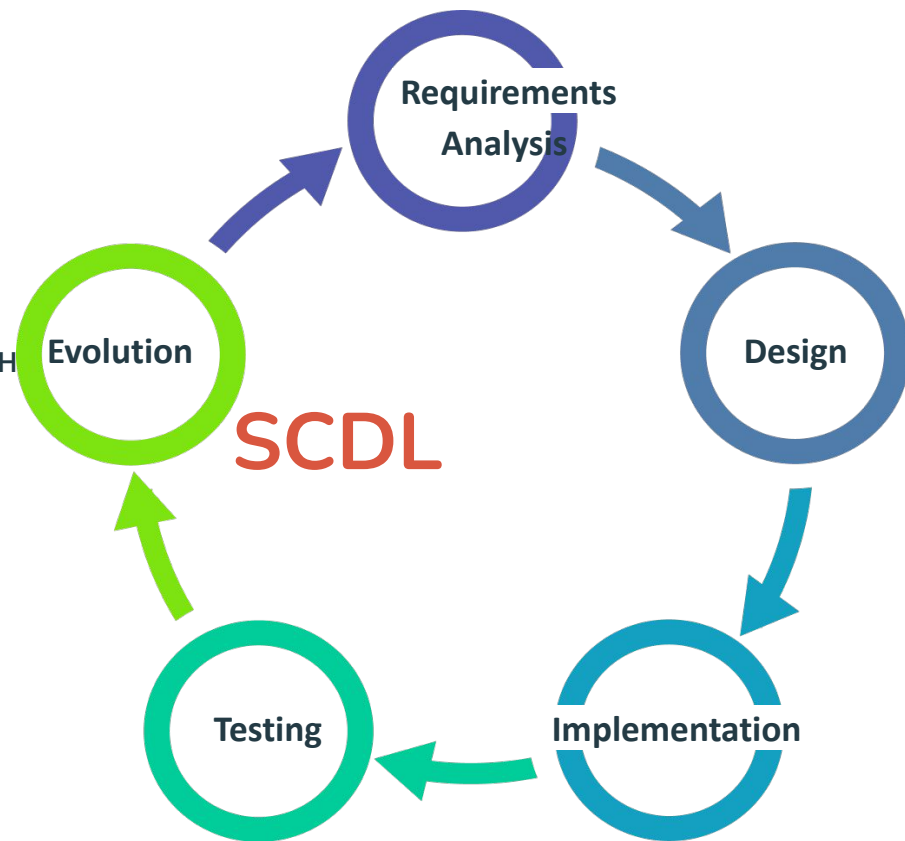 Requirements
Analysis
Design
Implementation
Testing
Evolution
H
SCDL